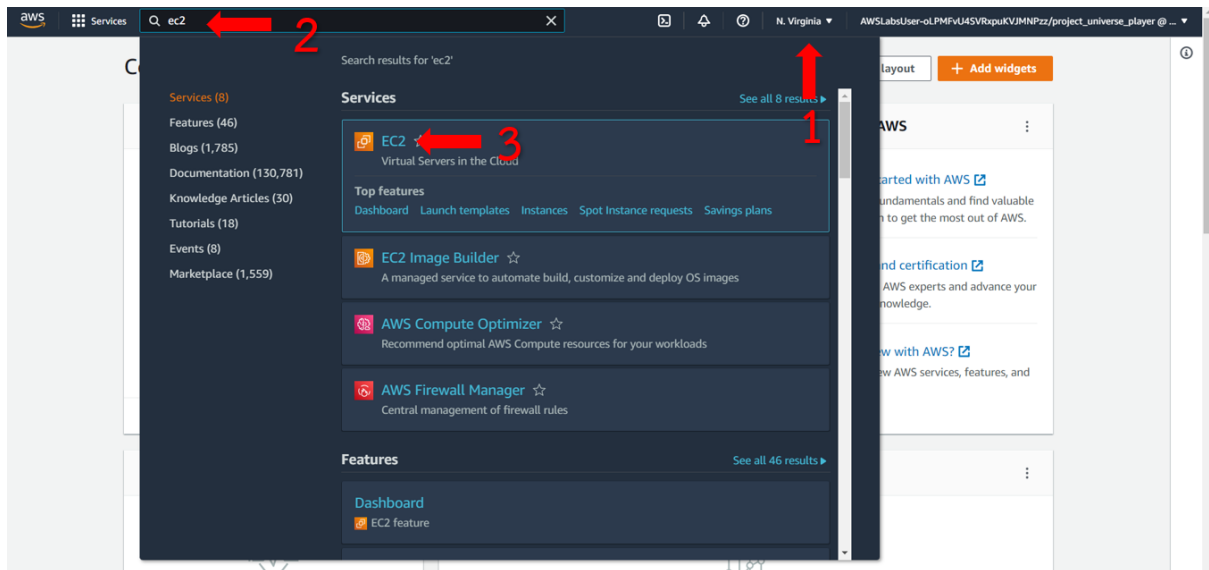 aws Services ec2 N. Virginia AWSLabsUser-oLPMFvU4SVRxpuKVJMNPzz/project_universe_player @ ...
2
1
3
layout + Add widgets
Search results for 'ec2'
Services (8)
Features (46)
Blogs (1,785)
Documentation (130,781)
Knowledge Articles (30)
Tutorials (18)
Events (8)
Marketplace (1,559)
Services See all 8 results
EC2
Virtual Servers in the Cloud
Top features
Dashboard Launch templates Instances Spot Instance requests Savings plans
EC2 Image Builder
A managed service to automate build, customize and deploy OS images
AWS Compute Optimizer
Recommend optimal AWS Compute resources for your workloads
AWS Firewall Manager
Central management of firewall rules
Features See all 46 results
Dashboard
EC2 feature
AWS
with AWS
and find valuable
to get the most out of AWS.
certification
AWS experts and advance your
with AWS?
AWS services, features, and